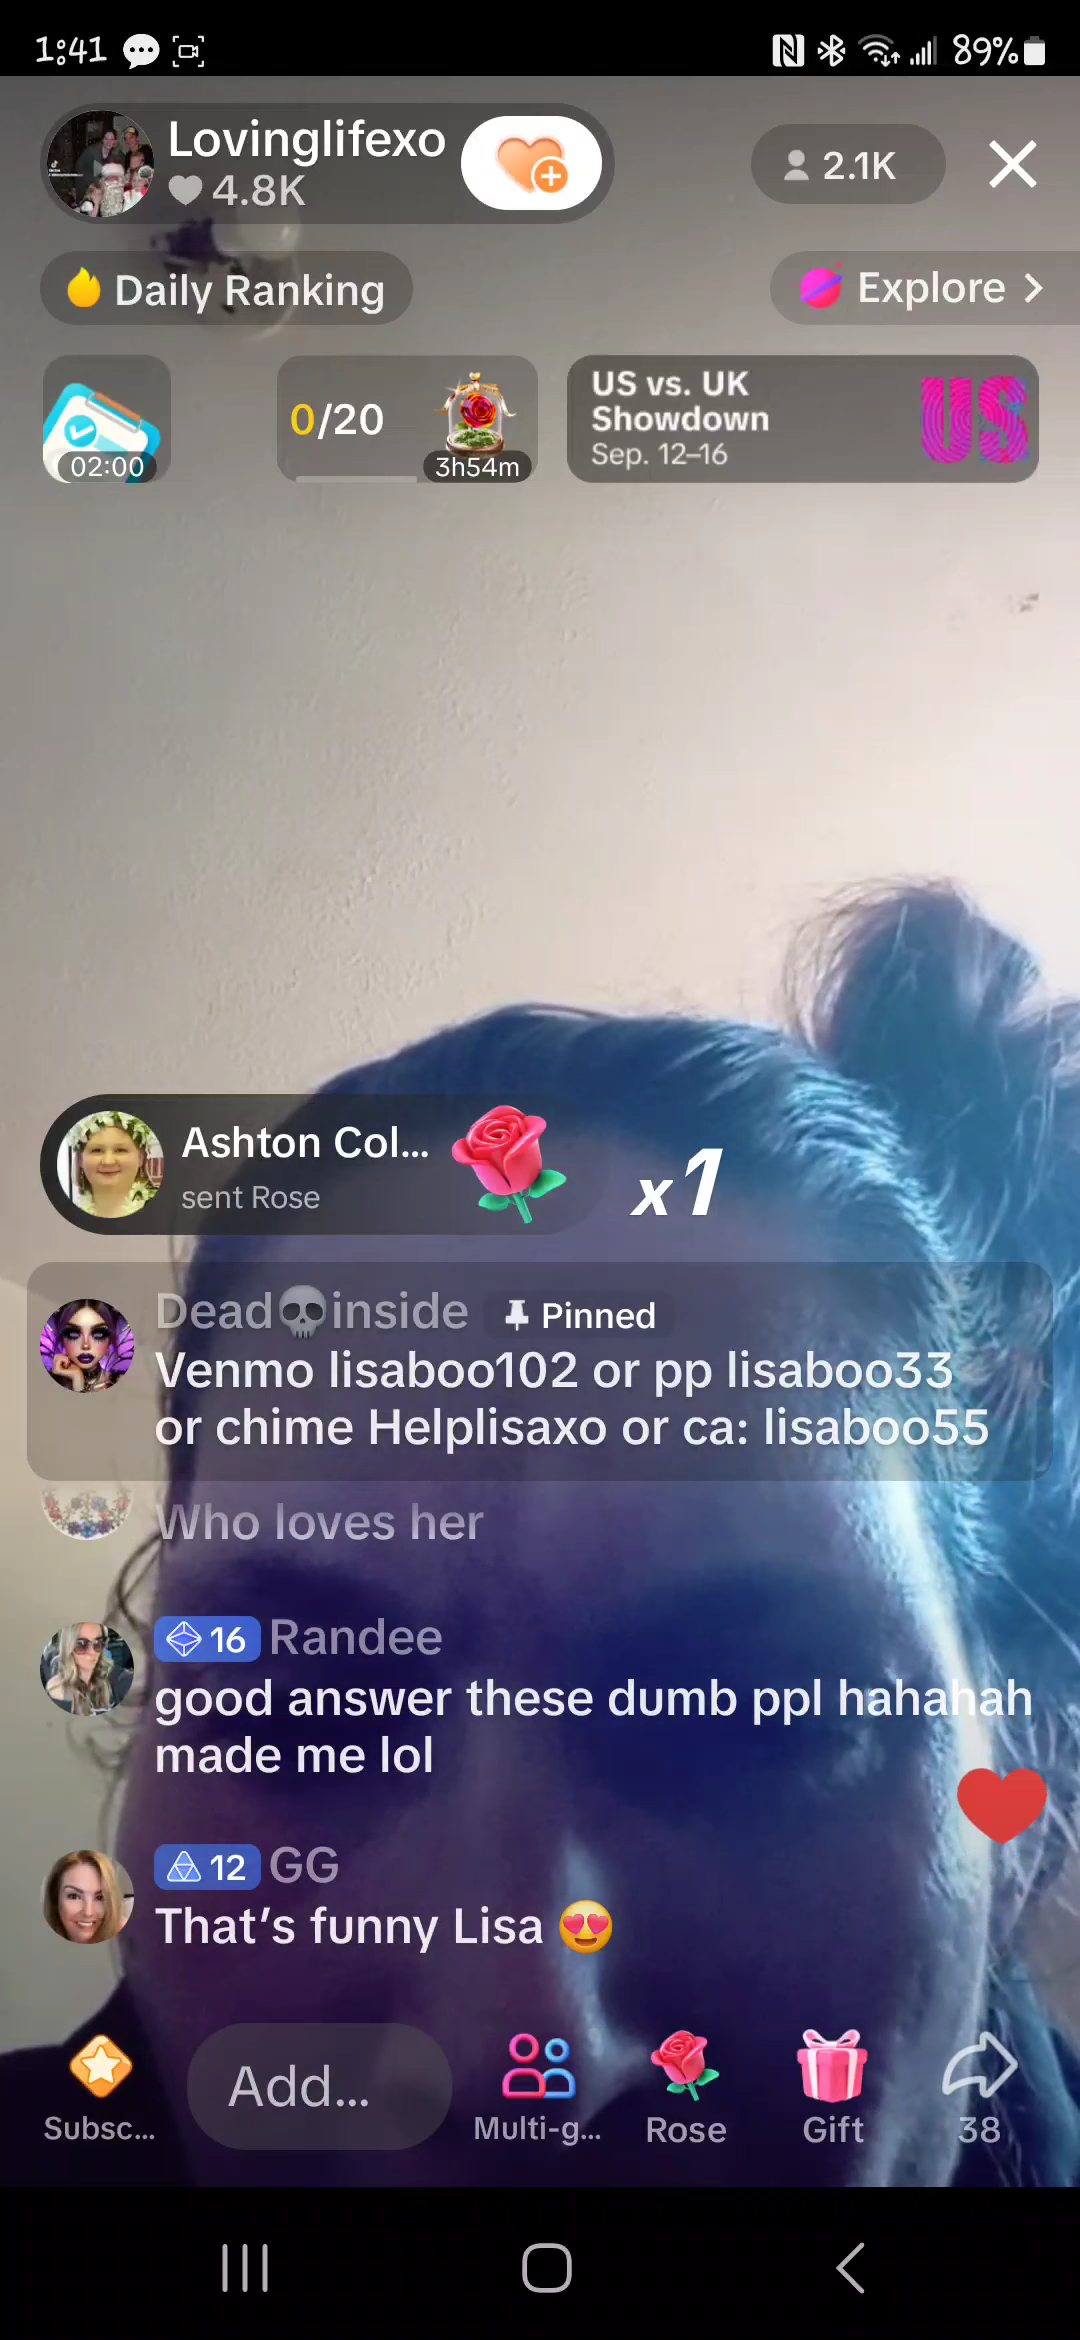 1:41
89%
Lovinglifexo
4.8K
2.1K
Daily Ranking
Explore
02:00
0/20
3h54m
US vs. UK
Showdown
Sep. 12–16
US
Ashton Col...
sent Rose
x1
Dead💀inside Pinned
Venmo lisaboo102 or pp lisaboo33
or chime Helplisaxo or ca: lisaboo55
Who loves her
16 Randee
good answer these dumb ppl hahahah
made me lol
12 GG
That’s funny Lisa 😍
Add...
Subsc...
Multi-g...
Rose
Gift
38